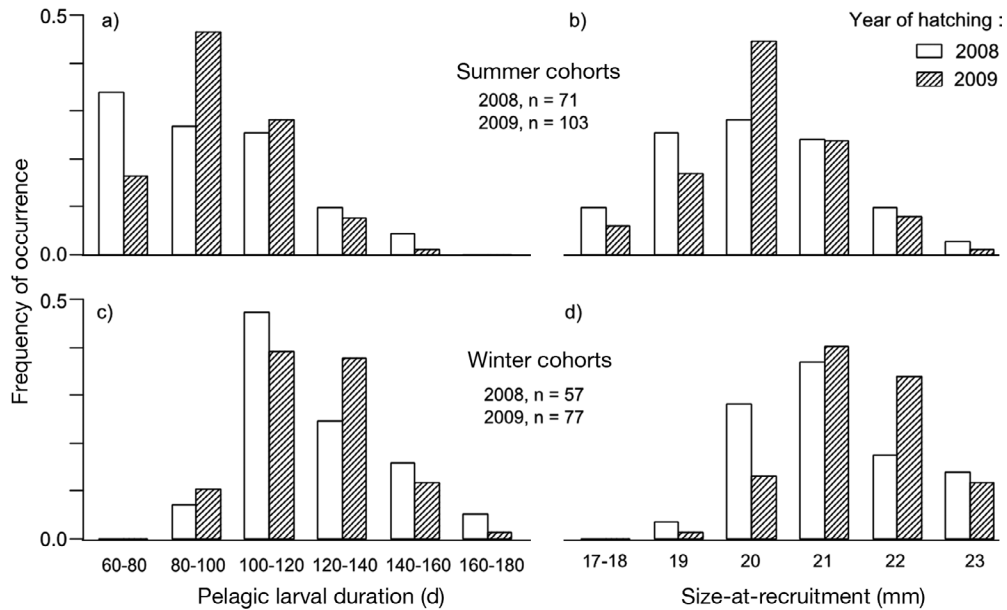 0.5
a)
b)
Year of hatching :
2008
2009
Summer cohorts
2008, n = 71
2009, n = 103
0.0
Frequency of occurrence
0.5
c)
d)
Winter cohorts
2008, n = 57
2009, n = 77
0.0
60-80 80-100 100-120 120-140 140-160 160-180
17-18 19 20 21 22 23
Pelagic larval duration (d)
Size-at-recruitment (mm)